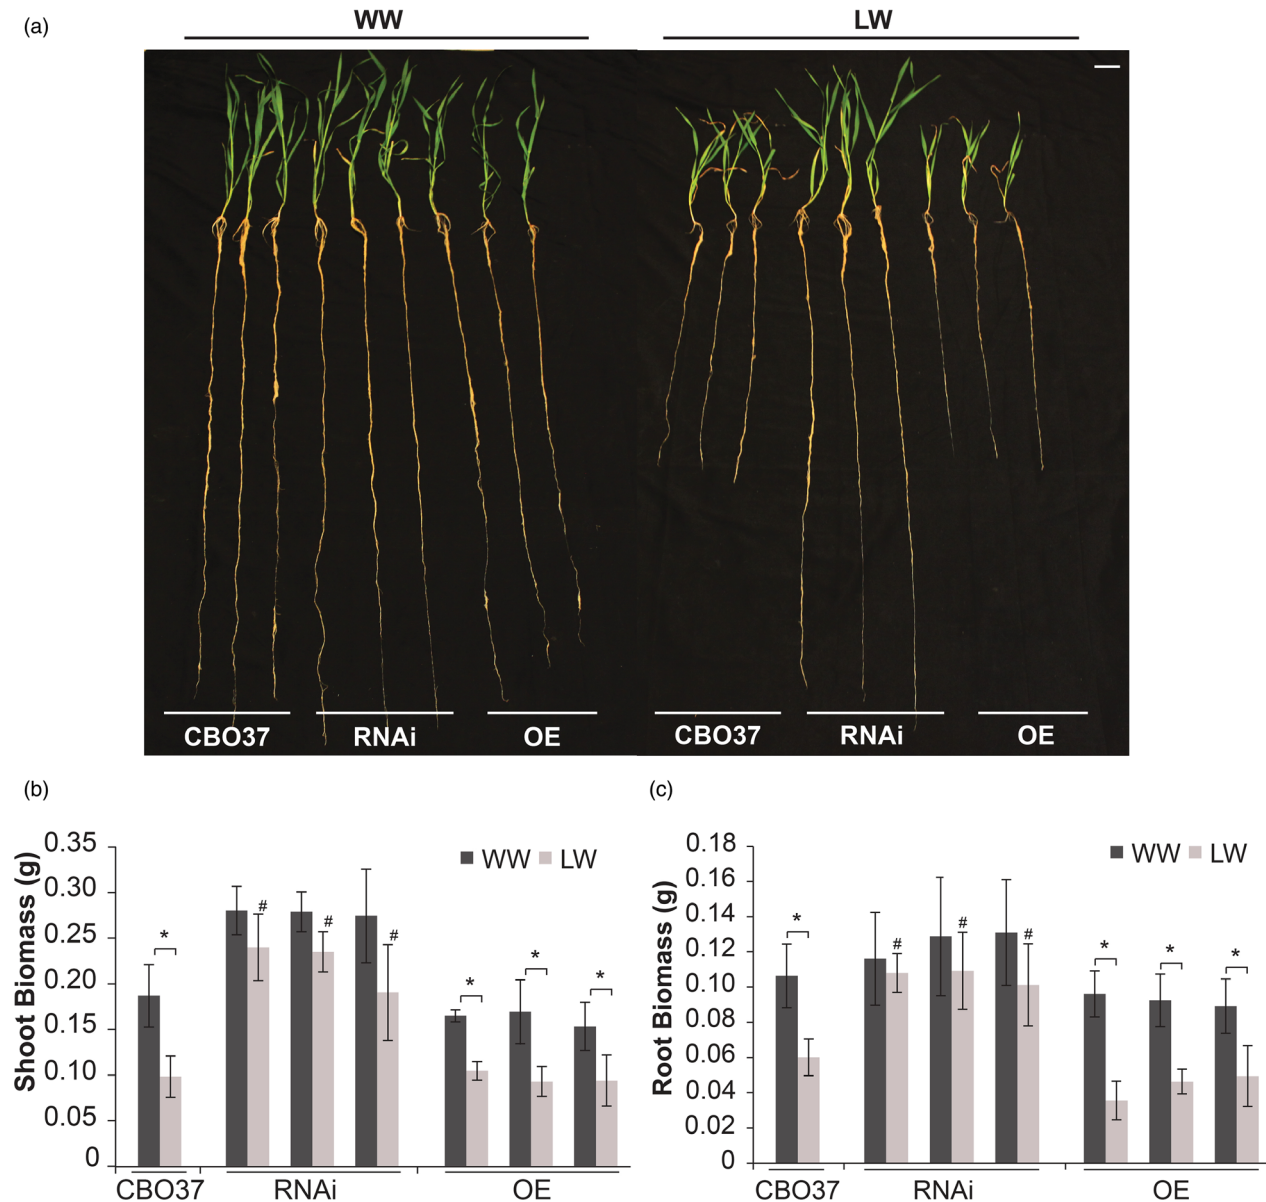 (a)
WW
LW
CBO37
RNAi
OE
CBO37
RNAi
OE
(b)
Shoot Biomass (g)
0.35
0.30
0.25
0.20
0.15
0.10
0.05
0
WW
LW
*
#
#
#
*
*
*
CBO37
RNAi
OE
(c)
Root Biomass (g)
0.18
0.16
0.14
0.12
0.10
0.08
0.06
0.04
0.02
0
WW
LW
*
#
#
#
*
*
*
CBO37
RNAi
OE